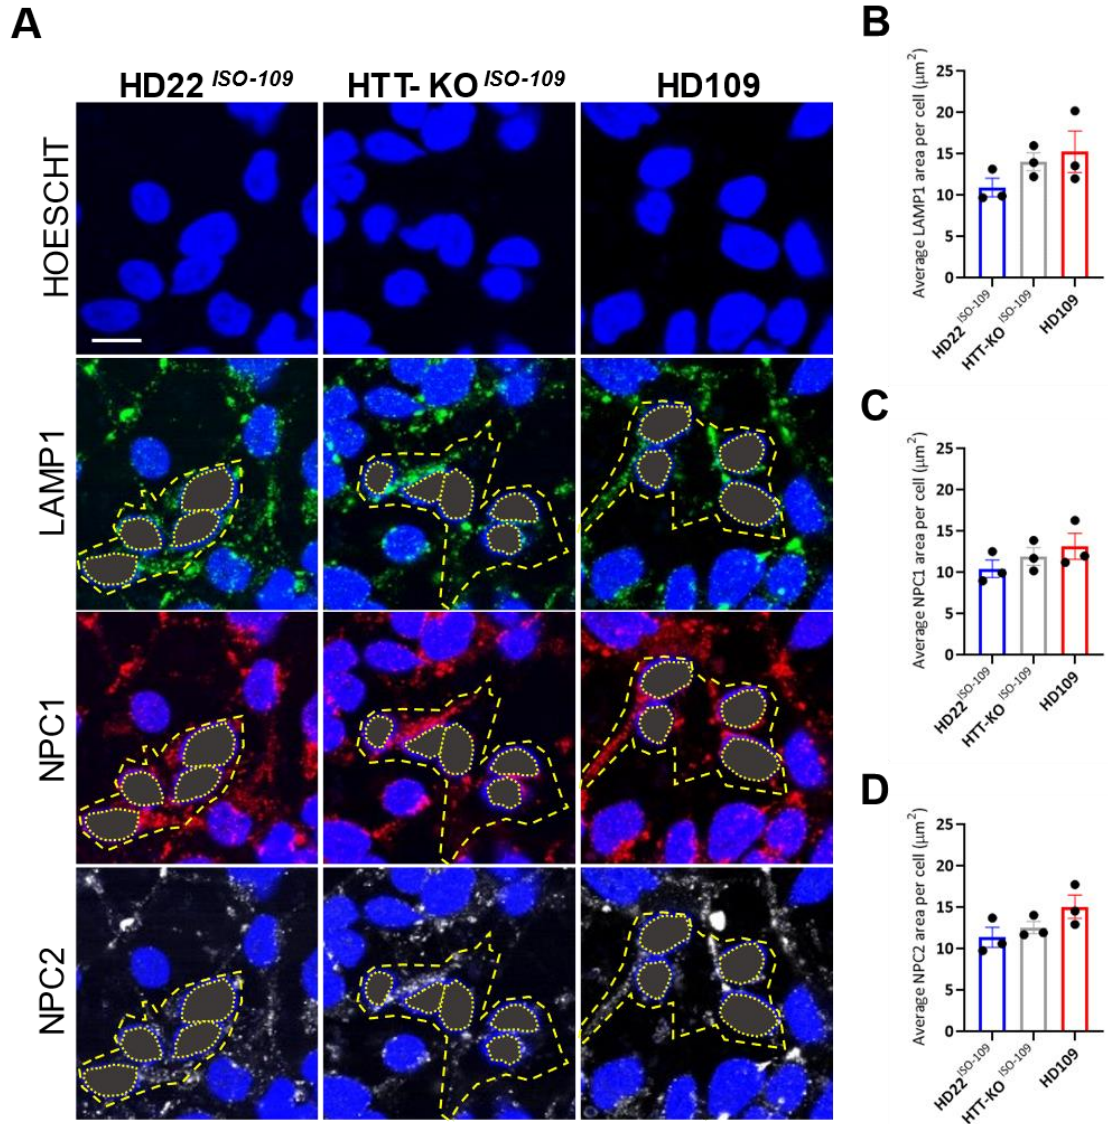 A
HD22 ISO-109
HTT- KO ISO-109
HD109
HOESCHT
LAMP1
NPC1
NPC2
B
Average LAMP1 area per cell (μm2)
25
20
15
10
5
0
HD22 ISO-109
HTT-KO ISO-109
HD109
C
Average NPC1 area per cell (μm2)
25
20
15
10
5
0
HD22 ISO-109
HTT-KO ISO-109
HD109
D
Average NPC2 area per cell (μm2)
25
20
15
10
5
0
HD22 ISO-109
HTT-KO ISO-109
HD109